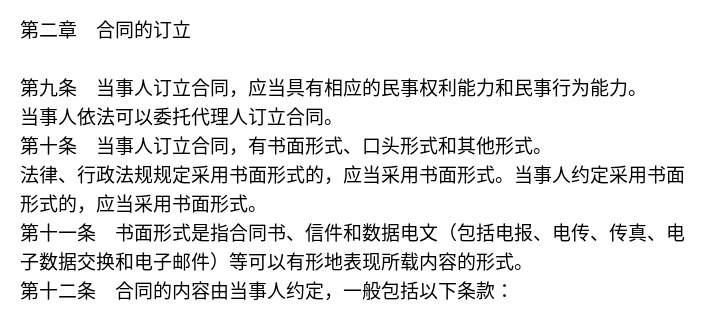 第二章　合同的订立
第九条　当事人订立合同，应当具有相应的民事权利能力和民事行为能力。
当事人依法可以委托代理人订立合同。
第十条　当事人订立合同，有书面形式、口头形式和其他形式。
法律、行政法规规定采用书面形式的，应当采用书面形式。当事人约定采用书面
形式的，应当采用书面形式。
第十一条　书面形式是指合同书、信件和数据电文（包括电报、电传、传真、电
子数据交换和电子邮件）等可以有形地表现所载内容的形式。
第十二条　合同的内容由当事人约定，一般包括以下条款：